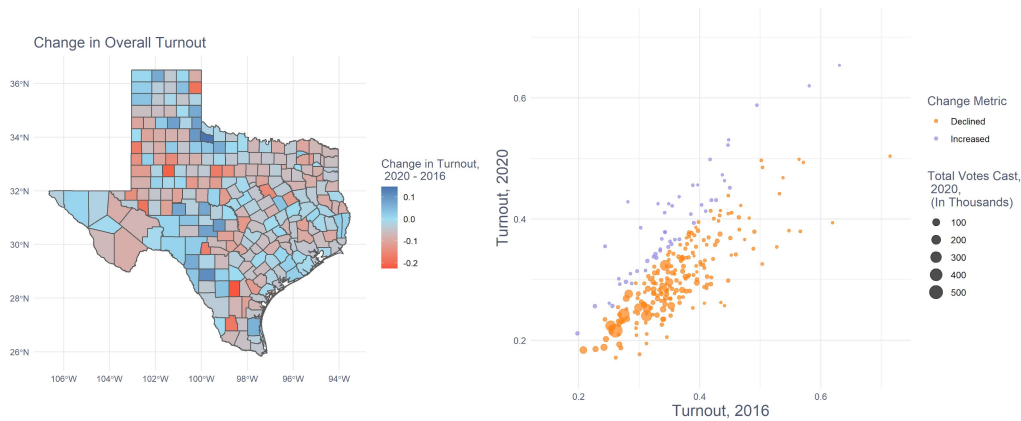 Change in Overall Turnout
36°N
34°N
32°N
30°N
28°N
26°N
106°W 104°W 102°W 100°W 98°W 96°W 94°W
Change in Turnout,
2020 - 2016
0.1
0.0
-0.1
-0.2
Turnout, 2020
0.6
0.4
0.2
0.2 0.4 0.6
Turnout, 2016
Change Metric
Declined
Increased
Total Votes Cast,
2020,
(In Thousands)
100
200
300
400
500